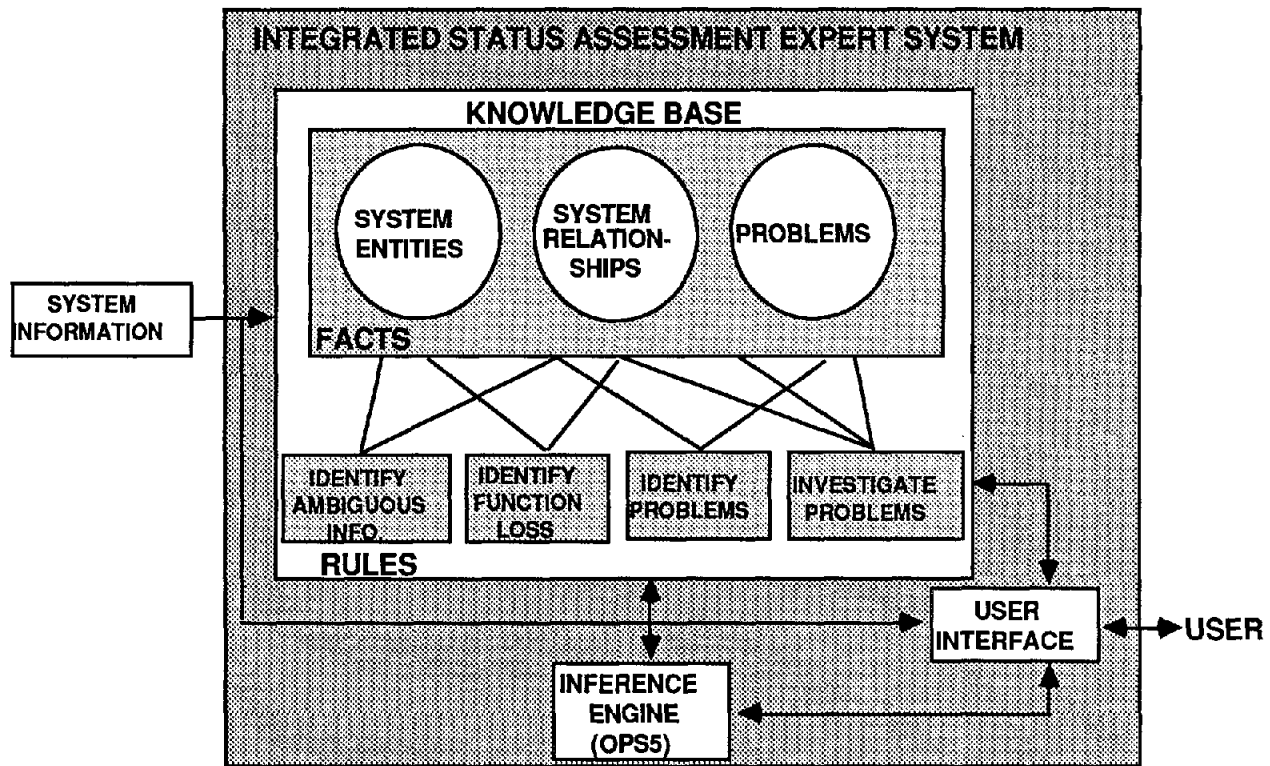 INTEGRATED STATUS ASSESSMENT EXPERT SYSTEM
KNOWLEDGE BASE
SYSTEM
ENTITIES
SYSTEM
RELATION-
SHIPS
PROBLEMS
FACTS
SYSTEM
INFORMATION
IDENTIFY
AMBIGUOUS
INFO.
IDENTIFY
FUNCTION
LOSS
IDENTIFY
PROBLEMS
INVESTIGATE
PROBLEMS
RULES
USER
INTERFACE
USER
INFERENCE
ENGINE
(OPS5)